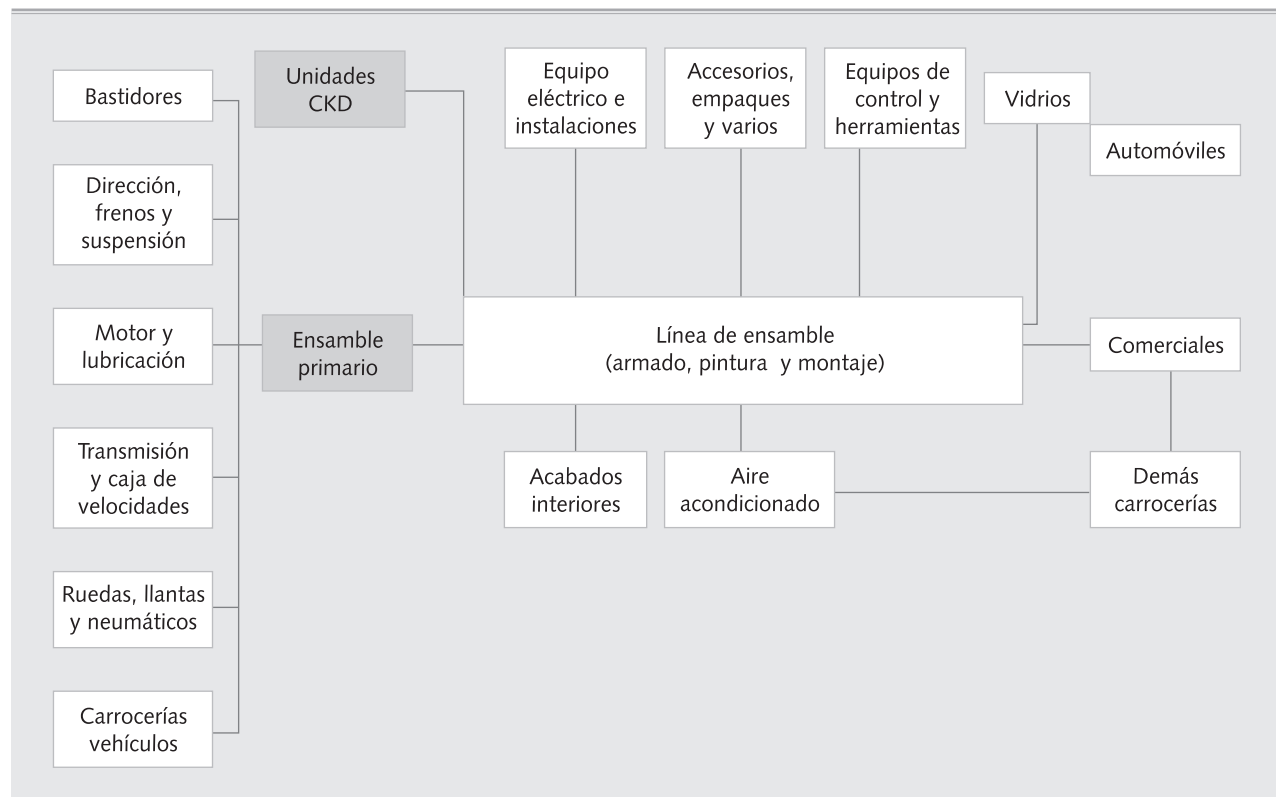 Bastidores
Unidades
CKD
Equipo
eléctrico e
instalaciones
Accesorios,
empaques
y varios
Equipos de
control y
herramientas
Vidrios
Automóviles
Dirección,
frenos y
suspensión
Motor y
lubricación
Ensamble
primario
Línea de ensamble
(armado, pintura y montaje)
Comerciales
Transmisión
y caja de
velocidades
Acabados
interiores
Aire
acondicionado
Demás
carrocerías
Ruedas, llantas
y neumáticos
Carrocerías
vehículos